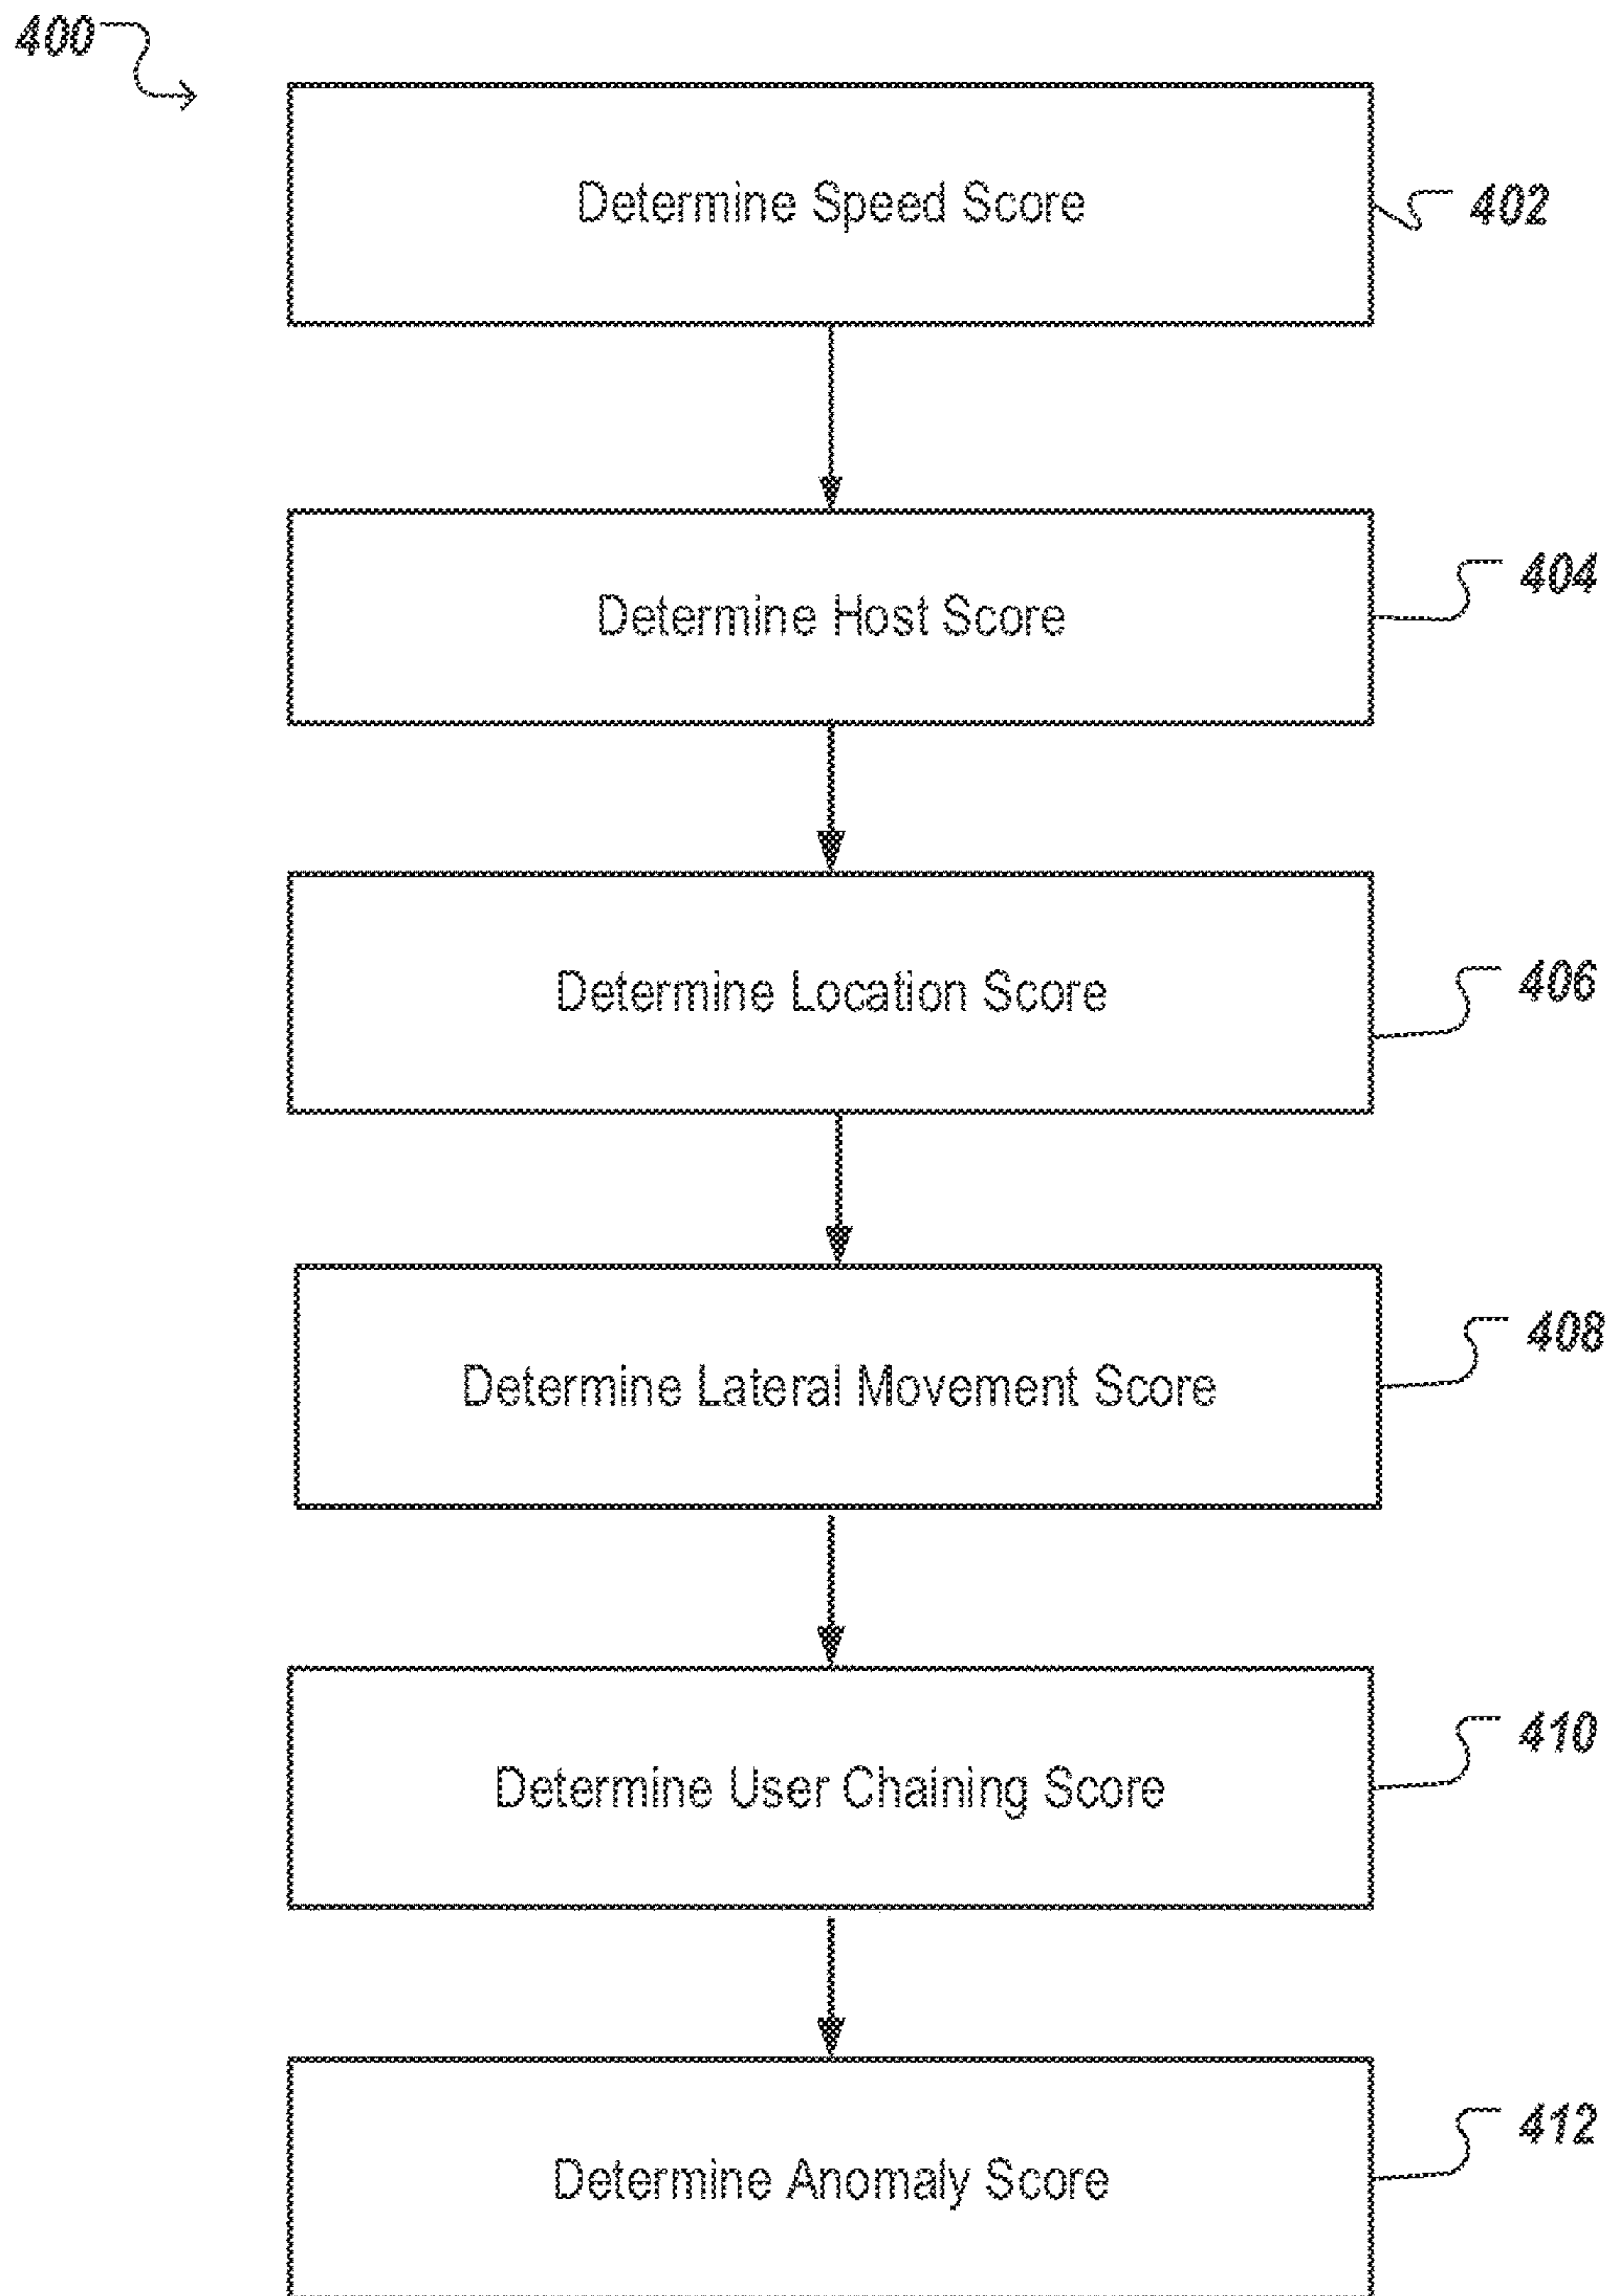 400
Determine Speed Score
402
Determine Host Score
404
Determine Location Score
406
Determine Lateral Movement Score
408
Determine User Chaining Score
410
Determine Anomaly Score
412